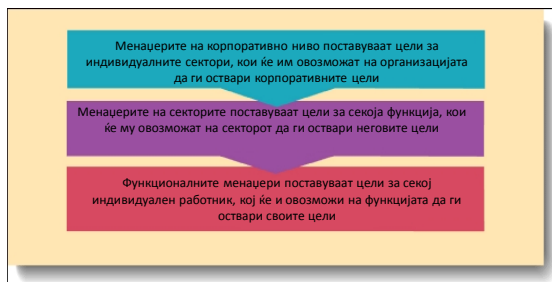 Менаџерите на корпоративно ниво поставуваат цели за
индивидуалните сектори, кои ќе им овозможат на организацијата
да ги оствари корпоративните цели
Менаџерите на секторите поставуваат цели за секоја функција, кои
ќе му овозможат на секторот да ги оствари неговите цели
Функционалните менаџери поставуваат цели за секој
индивидуален работник, кој ќе и овозможи на функцијата да ги
оствари своите цели